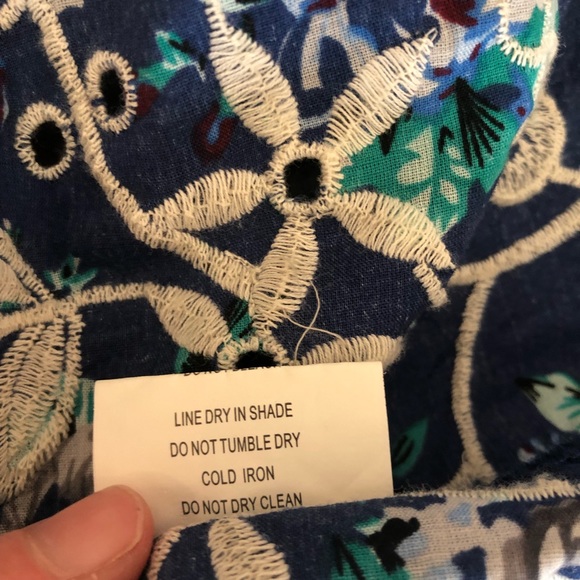 LINE DRY IN SHADE
DO NOT TUMBLE DRY
COLD IRON
DO NOT DRY CLEAN